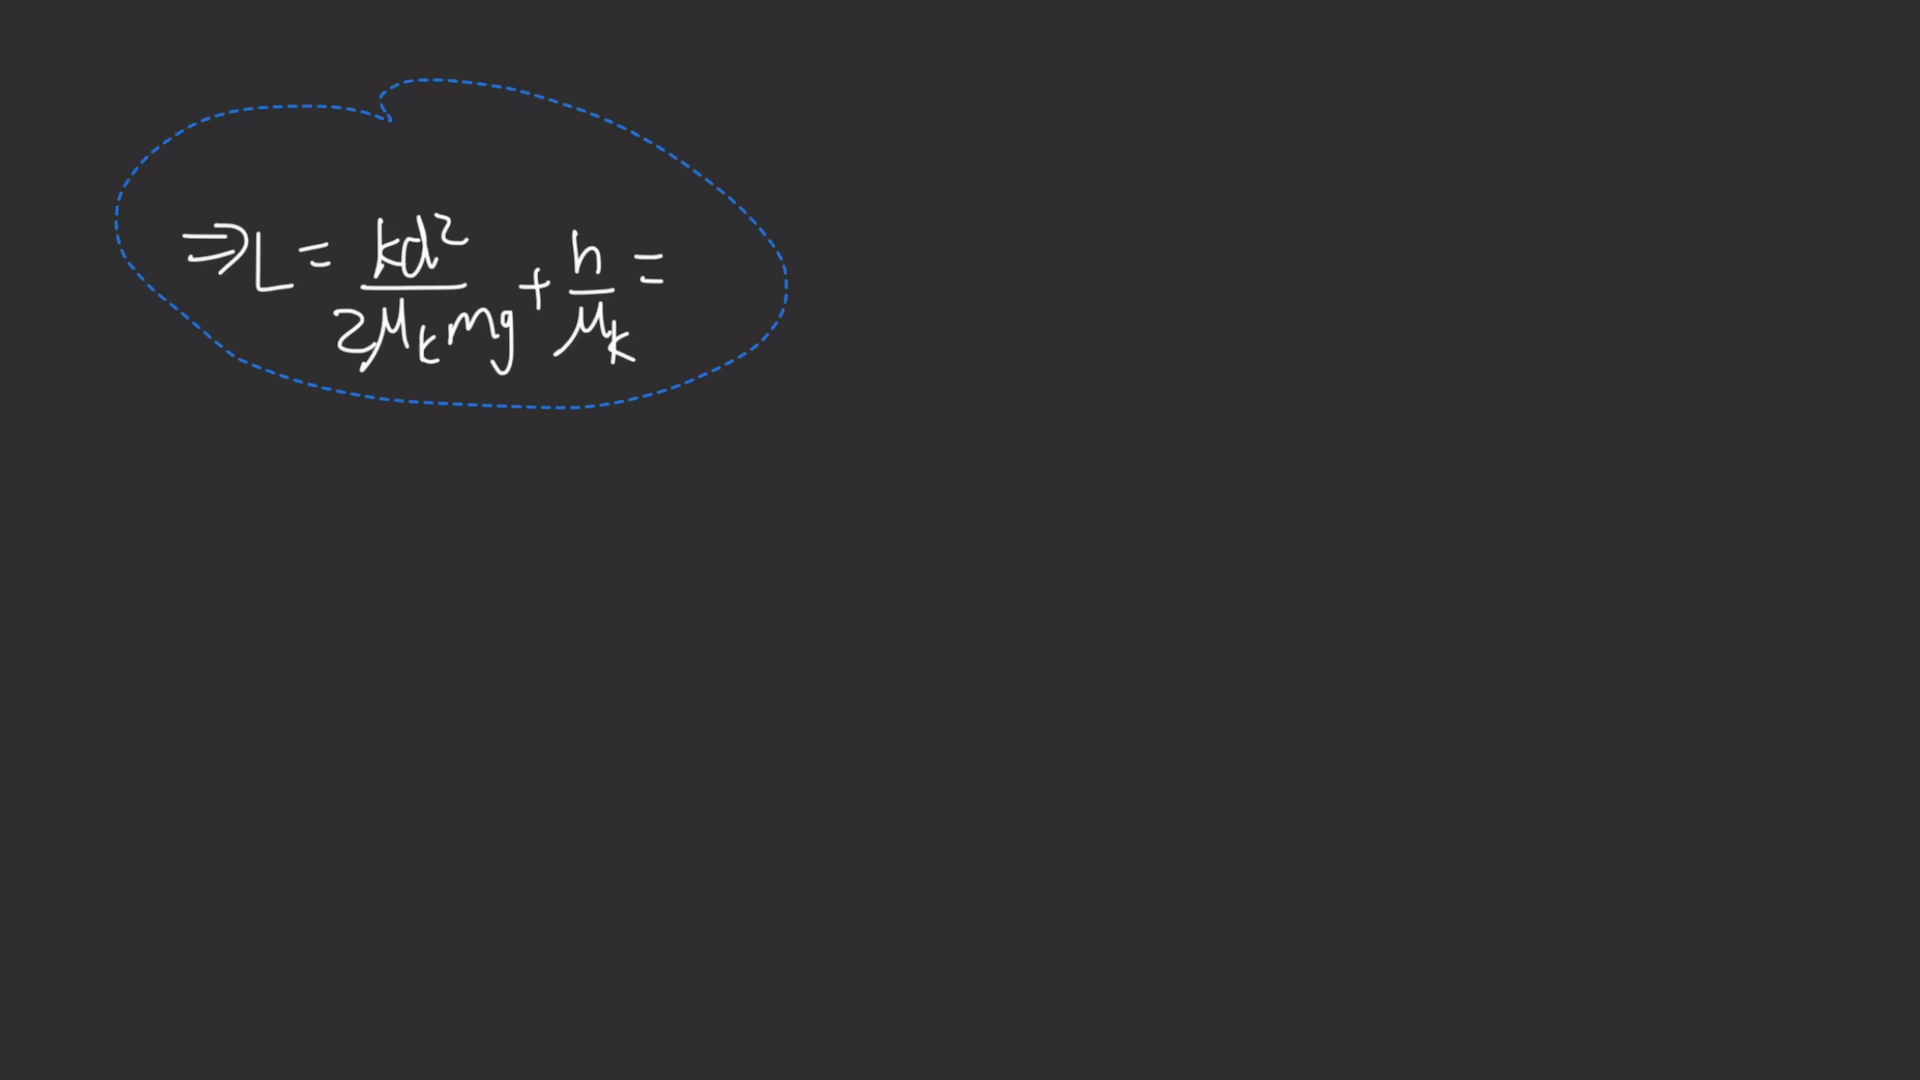 ⇒ L = kd²/(2μₖmg) + h/μₖ =